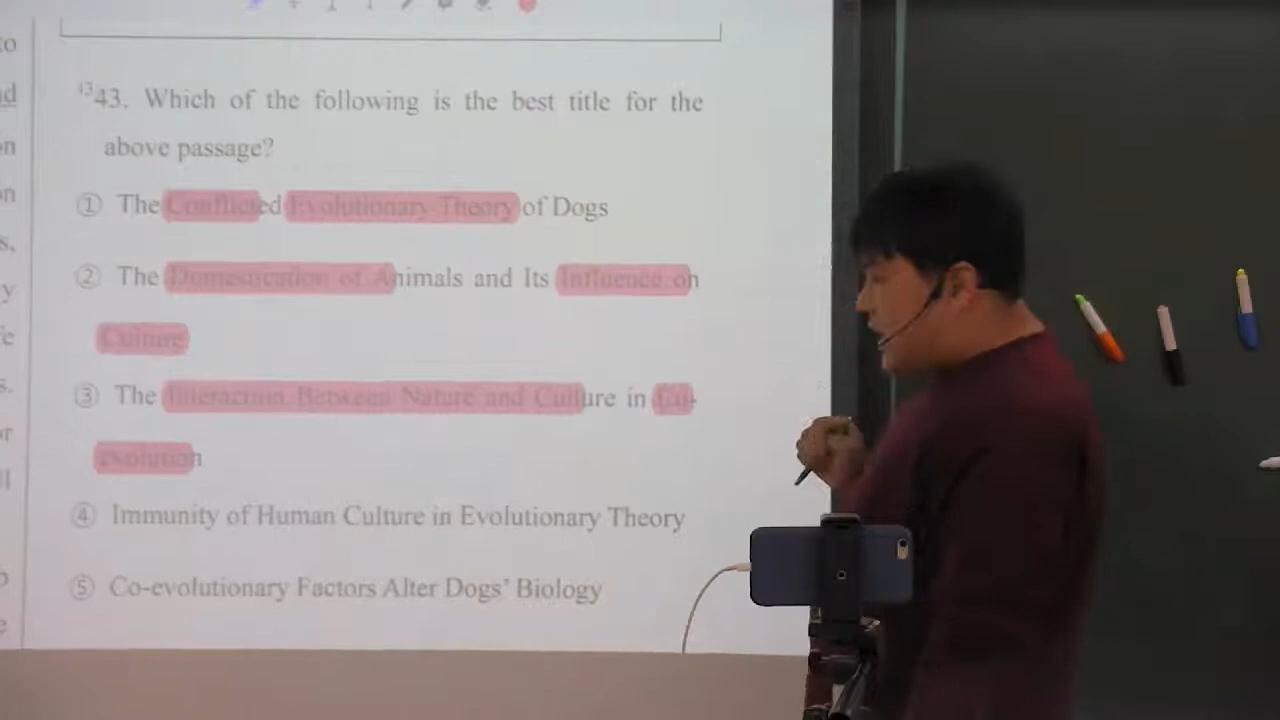 ⁴³43. Which of the following is the best title for the
above passage?
① The Conflicted Evolutionary Theory of Dogs
② The Domestication of Animals and Its Influence on
Culture
③ The Interaction Between Nature and Culture in Co-
evolution
④ Immunity of Human Culture in Evolutionary Theory
⑤ Co-evolutionary Factors Alter Dogs' Biology